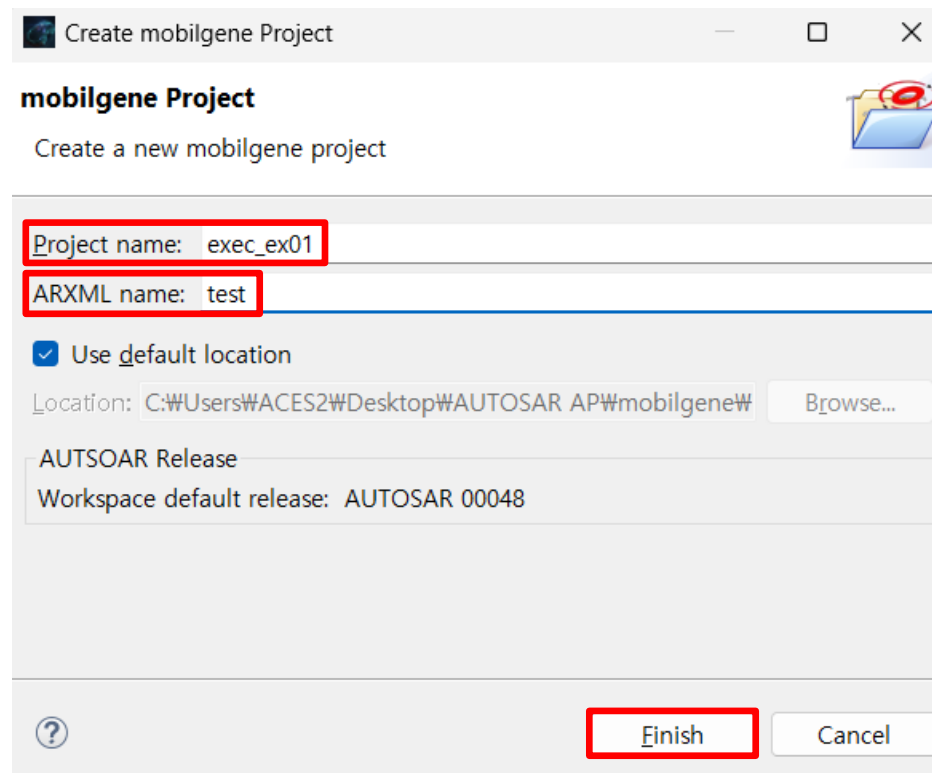 Create mobilgene Project
mobilgene Project
Create a new mobilgene project
Project name: exec_ex01
ARXML name: test
Use default location
Location: C:₩Users₩ACES2₩Desktop₩AUTOSAR AP₩mobilgene₩ Browse...
AUTSOAR Release
Workspace default release: AUTOSAR 00048
? Finish Cancel